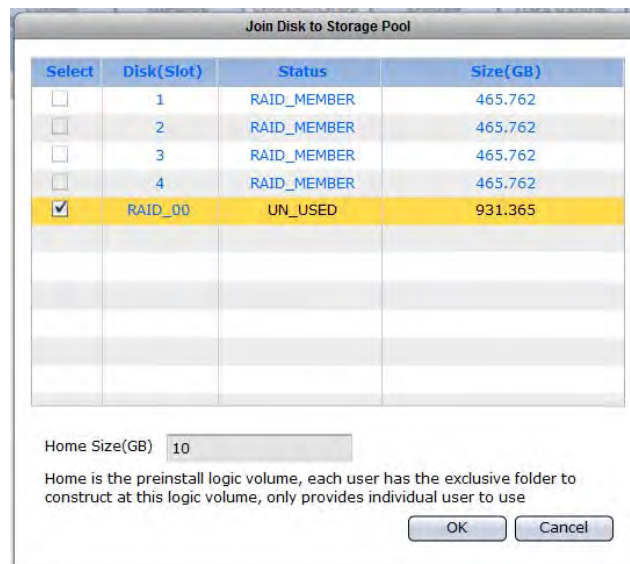 Join Disk to Storage Pool
Select Disk(Slot) Status Size(GB)
1 RAID_MEMBER 465.762
2 RAID_MEMBER 465.762
3 RAID_MEMBER 465.762
4 RAID_MEMBER 465.762
RAID_00 UN_USED 931.365
Home Size(GB) 10
Home is the preinstall logic volume, each user has the exclusive folder to
construct at this logic volume, only provides individual user to use
OK Cancel